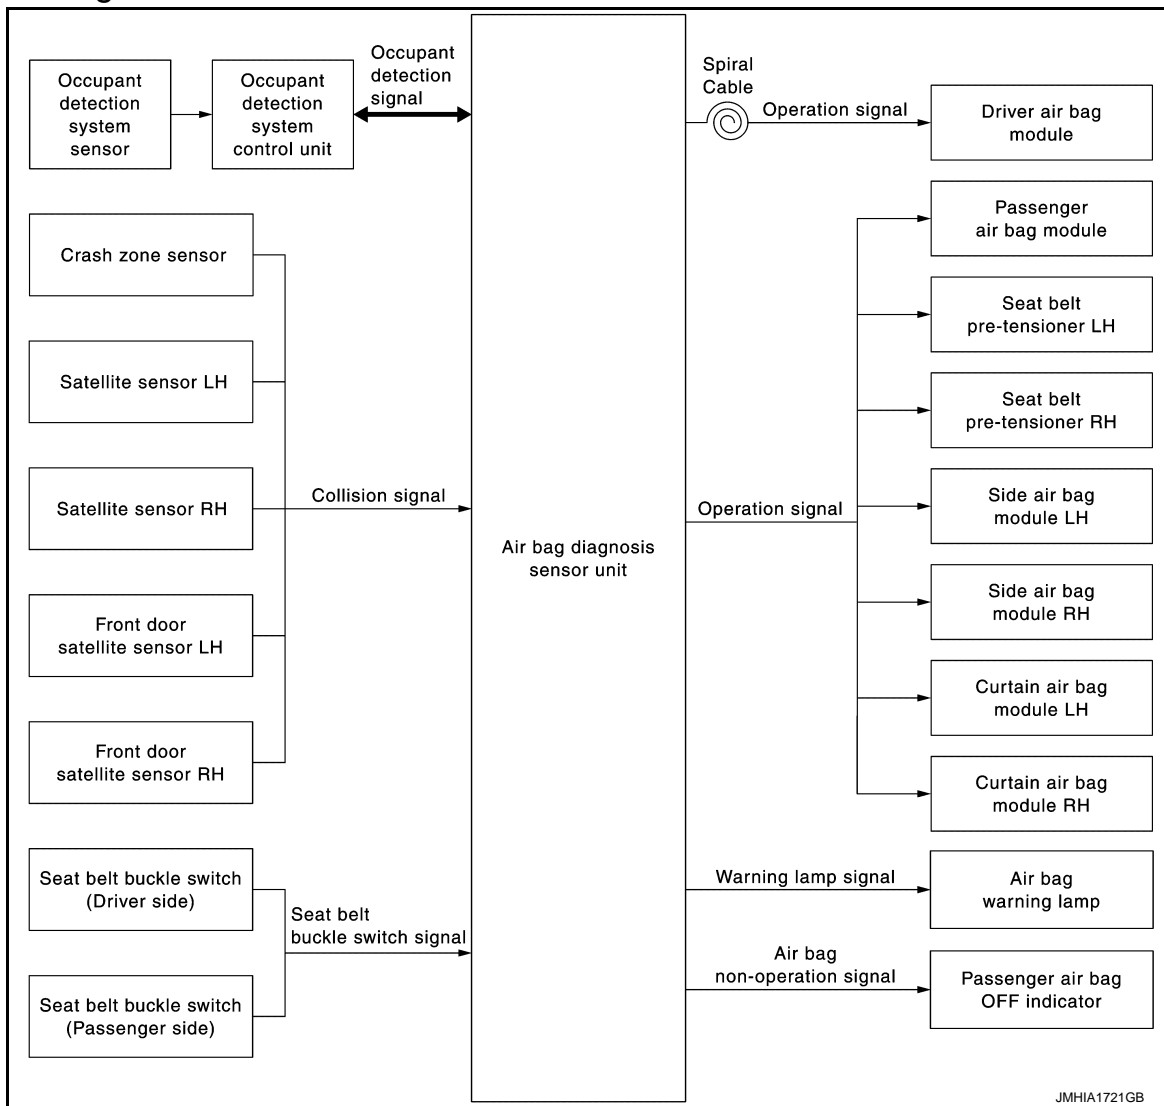 Occupant
detection
system
sensor
Occupant
detection
system
control unit
Occupant
detection
signal
Crash zone sensor
Satellite sensor LH
Satellite sensor RH
Front door
satellite sensor LH
Front door
satellite sensor RH
Collision signal
Seat belt buckle switch
(Driver side)
Seat belt buckle switch
(Passenger side)
Seat belt
buckle switch signal
Air bag diagnosis
sensor unit
Spiral
Cable
Operation signal
Driver air bag
module
Operation signal
Passenger
air bag module
Seat belt
pre-tensioner LH
Seat belt
pre-tensioner RH
Side air bag
module LH
Side air bag
module RH
Curtain air bag
module LH
Curtain air bag
module RH
Warning lamp signal
Air bag
warning lamp
Air bag
non-operation signal
Passenger air bag
OFF indicator
JMHIA1721GB